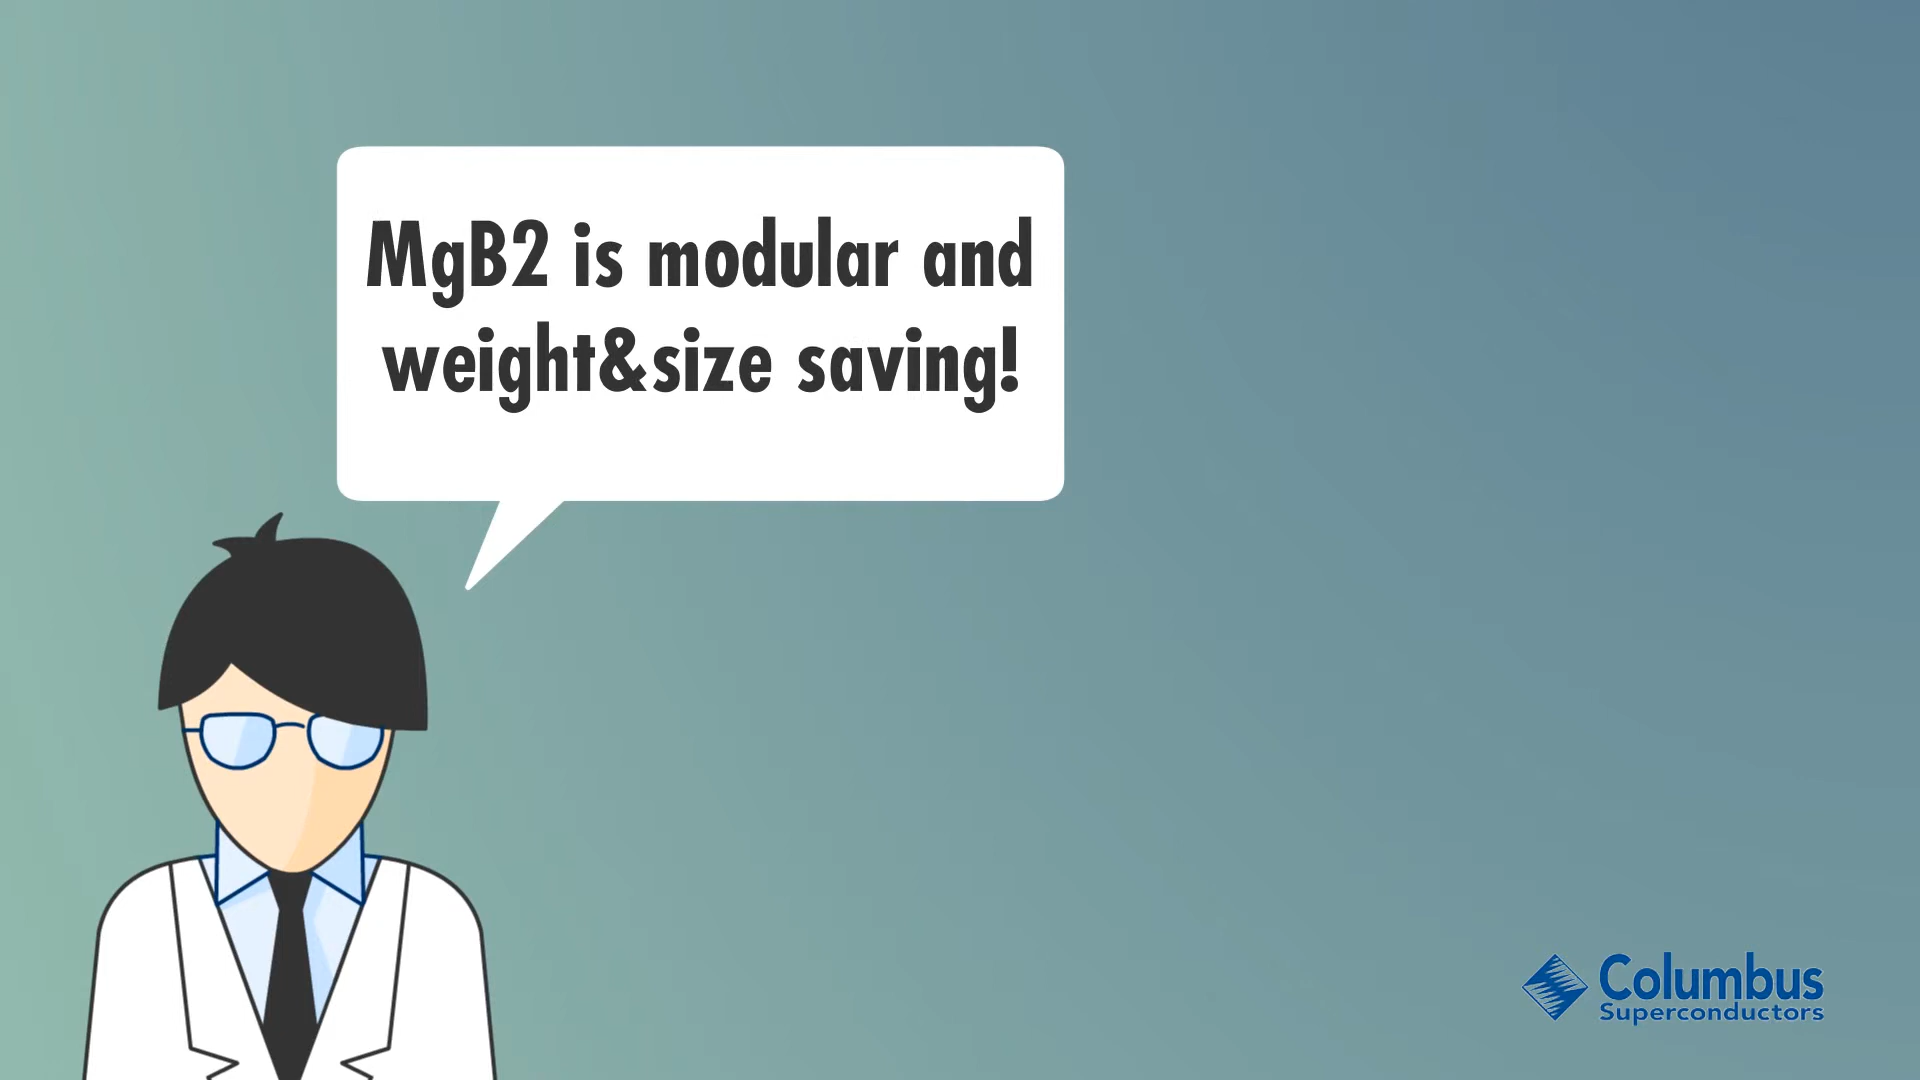 MgB2 is modular and
weight&size saving!
Columbus
Superconductors